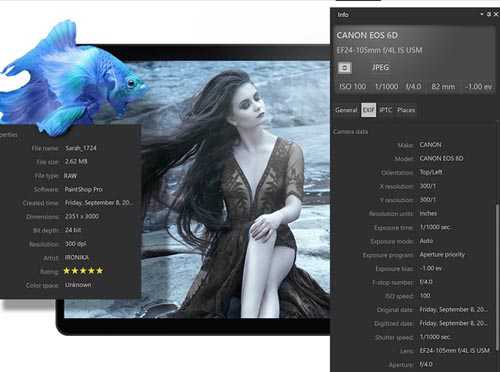 Info
CANON EOS 6D
EF24-105mm f/4L IS USM
JPEG
ISO 100 1/1000 f/4.0 82 mm -1.00 ev
General EXIF IPTC Places
Camera data
Make: CANON
Model: CANON EOS 6D
Orientation: Top/Left
X resolution: 300/1
Y resolution: 300/1
Resolution units: Inches
Exposure time: 1/1000 sec.
Exposure mode: Auto
Exposure program: Aperture priority
Exposure bias: -1.00 ev
F-stop number: f/4.0
ISO speed: 100
Original date: Friday, September 8, 20...
Digitized date: Friday, September 8, 20...
Shutter speed: 1/1000 sec.
Lens: EF24-105mm f/4L IS USM
Aperture: f/4.0
operties
File name: Sarah_1724
File size: 2.62 MB
File type: RAW
Software: PaintShop Pro
Created time: Friday, September 8, 20...
Dimensions: 2351 x 3000
Bit depth: 24 bit
Resolution: 300 dpi
Artist: IRONIKA
Rating: ★★★★★
Color space: Unknown